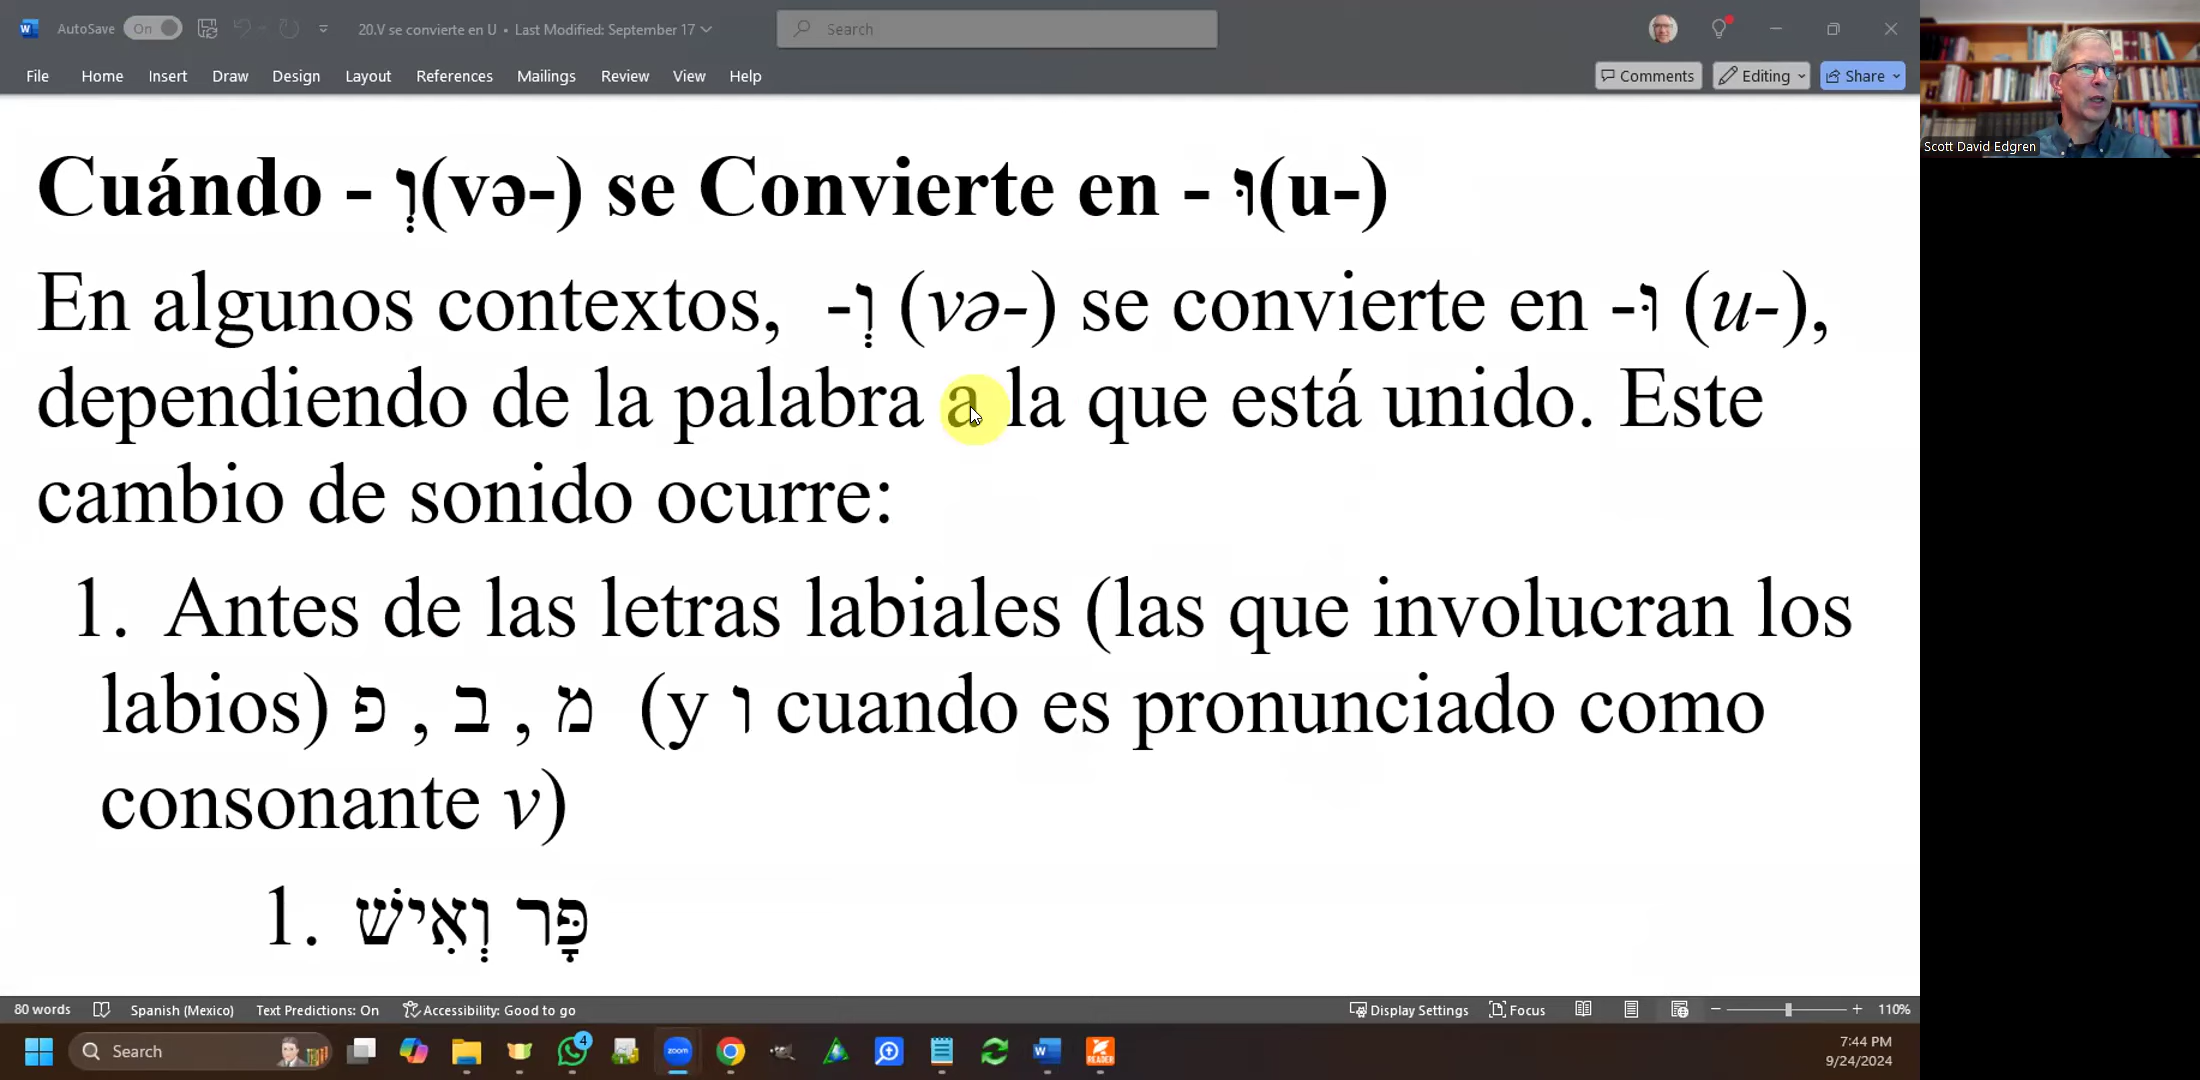 AutoSave On 20.V se convierte en U • Last Modified: September 17 Search
File Home Insert Draw Design Layout References Mailings Review View Help Comments Editing Share
Scott David Edgren
Cuándo - וְ(və-) se Convierte en - וּ(u-)
En algunos contextos, -וְ (və-) se convierte en -וּ (u-),
dependiendo de la palabra a la que está unido. Este
cambio de sonido ocurre:
1. Antes de las letras labiales (las que involucran los
labios) מ , ב , פ (y ו cuando es pronunciado como
consonante v)
1. פָּר וְאִישׁ
80 words Spanish (Mexico) Text Predictions: On Accessibility: Good to go Display Settings Focus 110%
Search 4 zoom READER 7:44 PM
9/24/2024